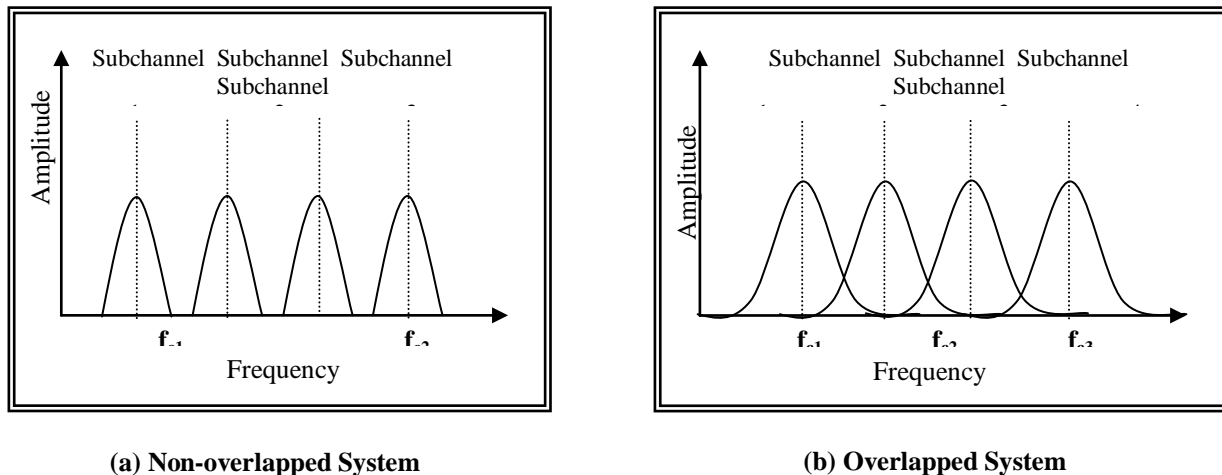 Subchannel Subchannel Subchannel
Subchannel
Amplitude
Frequency
(a) Non-overlapped System
Subchannel Subchannel Subchannel
Subchannel
Amplitude
Frequency
(b) Overlapped System